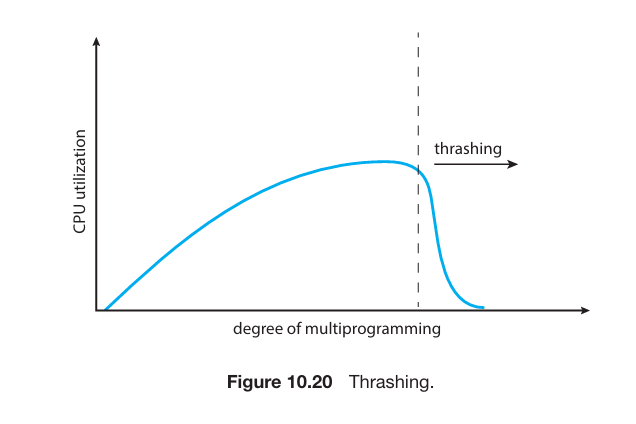 CPU utilization
thrashing
degree of multiprogramming
Figure 10.20 Thrashing.